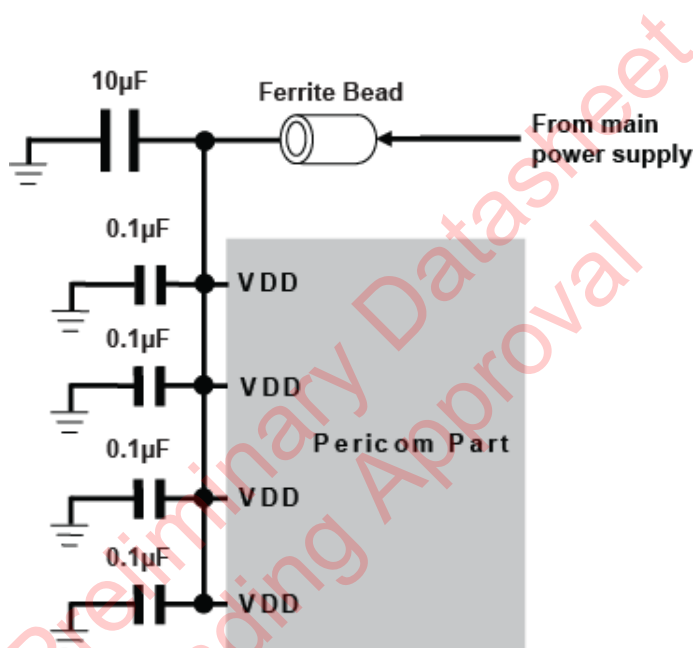 10µF
Ferrite Bead
From main
power supply
0.1µF
VDD
0.1µF
VDD
Pericom Part
0.1µF
VDD
0.1µF
VDD
Preliminary Datasheet
Pending Approval